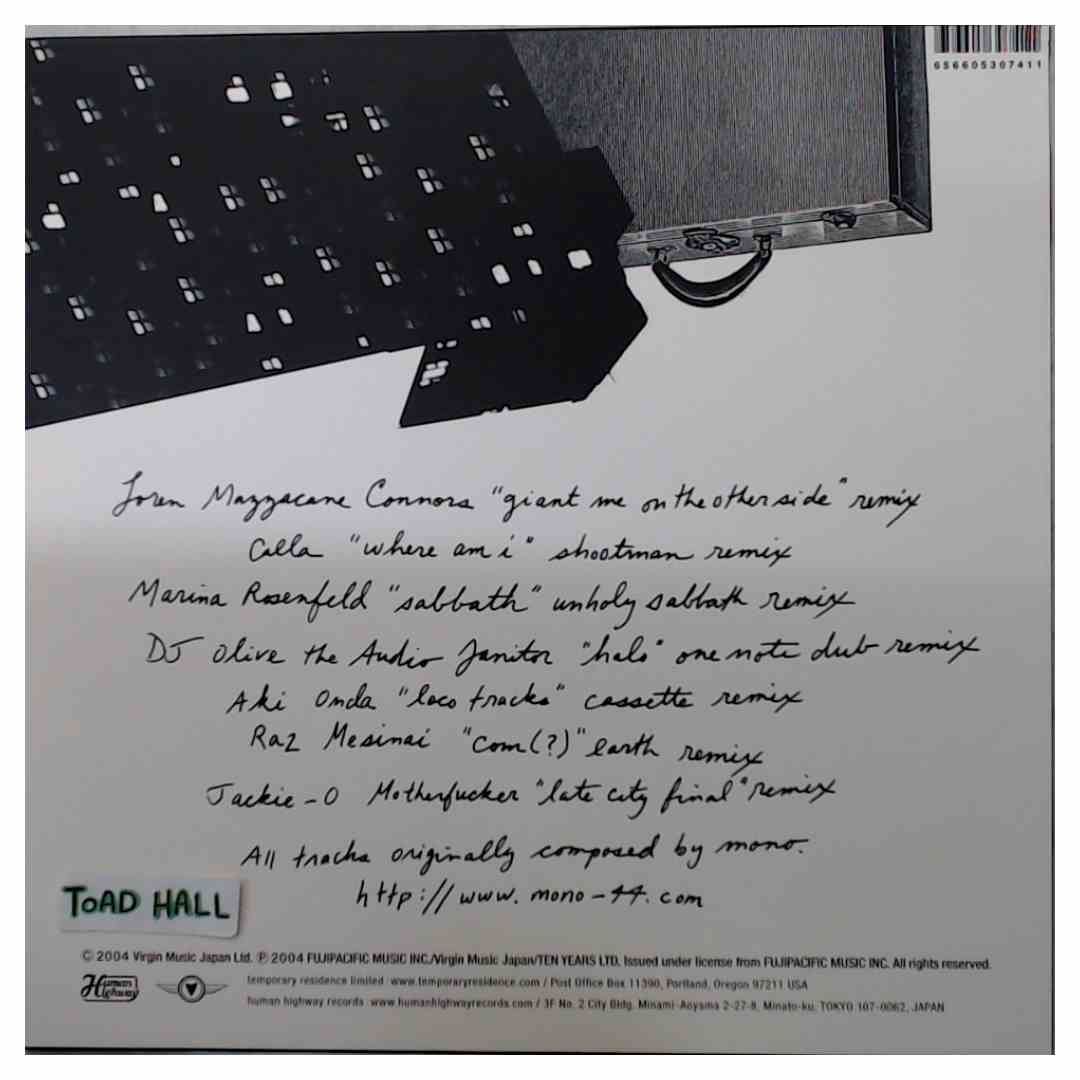 656605307411
Loren Mazzacane Connors "giant me on the other side" remix
Calla "where am i" shootman remix
Marina Rosenfeld "sabbath" unholy sabbath remix
DJ Olive the Audio Janitor "halo" one note dub remix
Aki Onda "loco tracks" cassette remix
Raz Mesinai "com(?)" earth remix
Jackie-O Motherfucker "late city final" remix
All tracks originally composed by mono.
http://www.mono-44.com
TOAD HALL
© 2004 Virgin Music Japan Ltd. ℗ 2004 FUJIPACIFIC MUSIC INC./Virgin Music Japan/TEN YEARS LTD. Issued under license from FUJIPACIFIC MUSIC INC. All rights reserved.
Human Highway
temporary residence limited : www.temporaryresidence.com / Post Office Box 11390, Portland, Oregon 97211 USA
human highway records : www.humanhighwayrecords.com / 3F No. 2 City Bldg. Minami-Aoyama 2-27-8, Minato-ku, TOKYO 107-0062, JAPAN